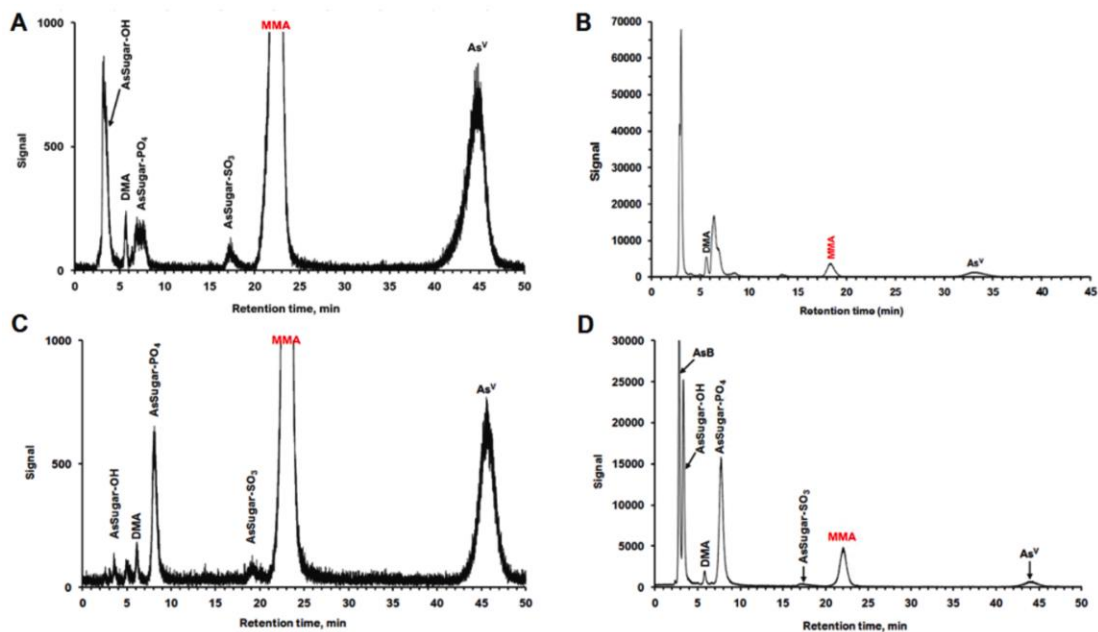 A
1000
500
0
Signal
AsSugar-OH
DMA
AsSugar-PO₄
AsSugar-SO₃
MMA
Asⱽ
0 5 10 15 20 25 30 35 40 45 50
Retention time, min
B
70000
60000
50000
40000
30000
20000
10000
0
Signal
DMA
MMA
Asⱽ
0 5 10 15 20 25 30 35 40 45
Retention time (min)
C
1000
500
0
Signal
AsSugar-OH
DMA
AsSugar-PO₄
AsSugar-SO₃
MMA
Asⱽ
0 5 10 15 20 25 30 35 40 45 50
Retention time, min
D
30000
25000
20000
15000
10000
5000
0
Signal
AsB
AsSugar-OH
DMA
AsSugar-PO₄
AsSugar-SO₃
MMA
Asⱽ
0 5 10 15 20 25 30 35 40 45 50
Retention time, min